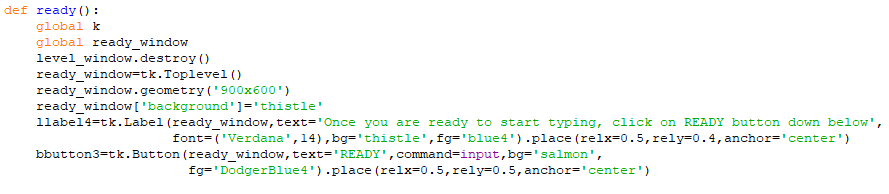 def ready():
    global k
    global ready_window
    level_window.destroy()
    ready_window=tk.Toplevel()
    ready_window.geometry('900x600')
    ready_window['background']='thistle'
    llabel4=tk.Label(ready_window,text='Once you are ready to start typing, click on READY button down below',
                     font=('Verdana',14),bg='thistle',fg='blue4').place(relx=0.5,rely=0.4,anchor='center')
    bbutton3=tk.Button(ready_window,text='READY',command=input,bg='salmon',
                       fg='DodgerBlue4').place(relx=0.5,rely=0.5,anchor='center')